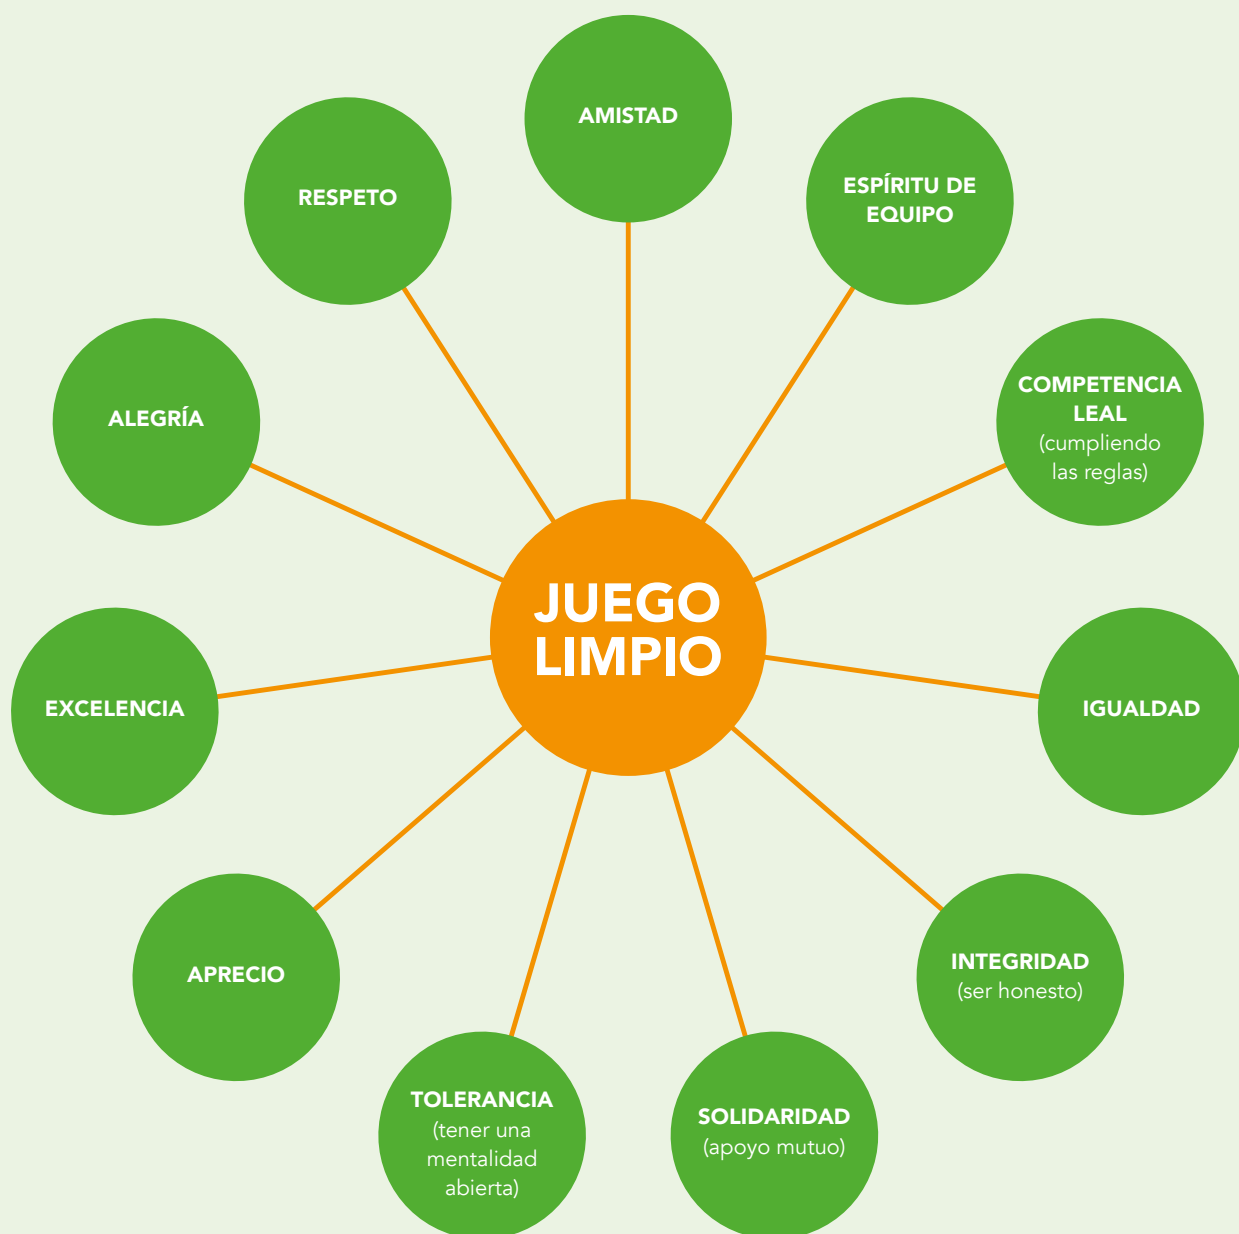 AMISTAD
ESPÍRITU DE
EQUIPO
RESPETO
COMPETENCIA
LEAL
(cumpliendo
las reglas)
ALEGRÍA
JUEGO
LIMPIO
EXCELENCIA
IGUALDAD
APRECIO
INTEGRIDAD
(ser honesto)
TOLERANCIA
(tener una
mentalidad
abierta)
SOLIDARIDAD
(apoyo mutuo)